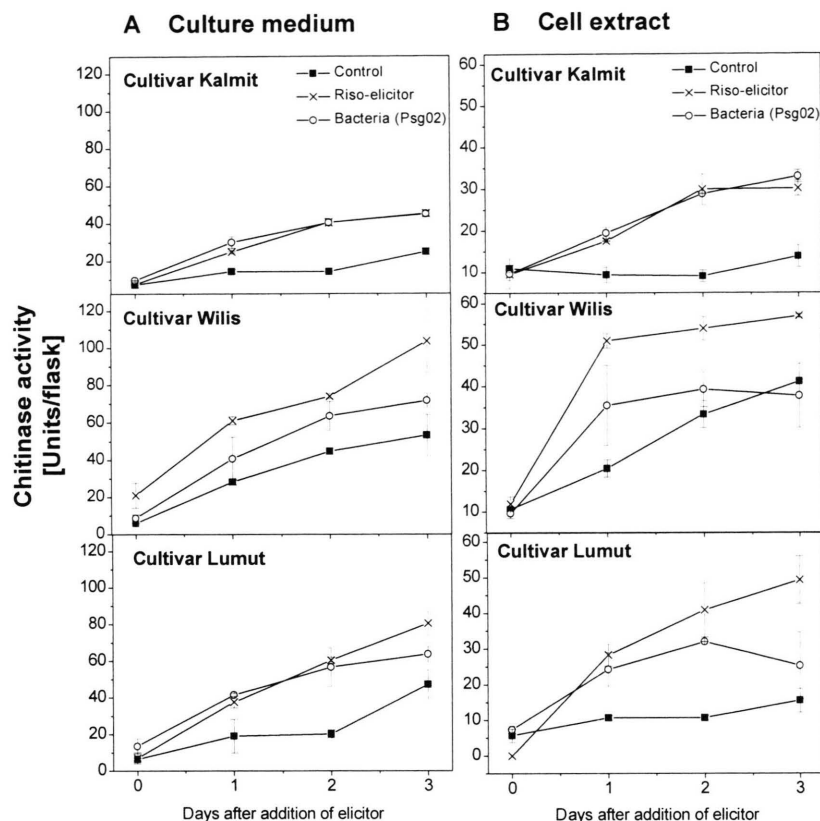 A Culture medium
B Cell extract
Cultivar Kalmit
Control
Riso-elicitor
Bacteria (Psg02)
120
100
80
60
40
20
Cultivar Kalmit
Control
Riso-elicitor
Bacteria (Psg02)
60
50
40
30
20
10
Chitinase activity
[Units/flask]
Cultivar Wilis
120
100
80
60
40
20
0
Cultivar Wilis
60
50
40
30
20
10
Cultivar Lumut
120
100
80
60
40
20
0
0 1 2 3
Days after addition of elicitor
Cultivar Lumut
60
50
40
30
20
10
0
0 1 2 3
Days after addition of elicitor